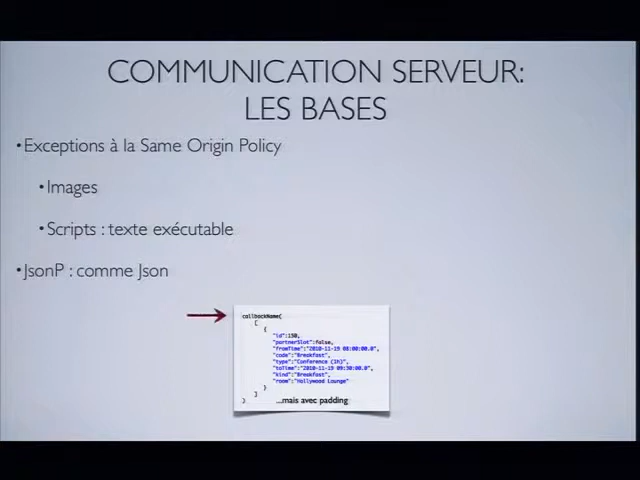 COMMUNICATION SERVEUR:
LES BASES
•Exceptions à la Same Origin Policy
•Images
•Scripts : texte exécutable
•JsonP : comme Json
callbackName(
[
{
"id":150,
"partnerSlot":false,
"fromTime":"2010-11-19 08:00:00.0",
"code":"Breakfast",
"type":"Conference (1h)",
"toTime":"2010-11-19 09:30:00.0",
"kind":"Breakfast",
"room":"Hollywood Lounge"
}
]
)
...mais avec padding